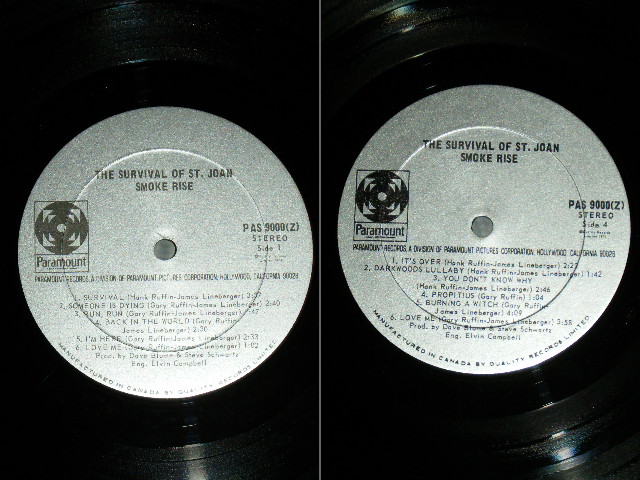 THE SURVIVAL OF ST. JOAN
SMOKE RISE
PAS 9000(Z)
STEREO
Side 1
Paramount
PARAMOUNT RECORDS, A DIVISION OF PARAMOUNT PICTURES CORPORATION, HOLLYWOOD, CALIFORNIA 90028
1. SURVIVAL (Hank Ruffin-James Lineberger)
2. SOMEONE IS DYING (Gary Ruffin-James Lineberger) 2:40
3. RUN, RUN (Gary Ruffin-James Lineberger)
4. BACK IN THE WORLD (Gary Ruffin-
James Lineberger) 2:30
5. I'M HERE (Gary Ruffin-James Lineberger) 2:33
6. LOVE ME (Gary Ruffin-James Lineberger) 1:02
Prod. by Dave Blume & Steve Schwartz
Eng. Elvin Campbell
MANUFACTURED IN CANADA BY QUALITY RECORDS LIMITED
THE SURVIVAL OF ST. JOAN
SMOKE RISE
PAS 9000(Z)
STEREO
Side 4
Paramount
PARAMOUNT RECORDS, A DIVISION OF PARAMOUNT PICTURES CORPORATION, HOLLYWOOD, CALIFORNIA 90028
1. IT'S OVER (Hank Ruffin-James Lineberger) 2:27
2. DARKWOODS LULLABY (Hank Ruffin-James Lineberger) 1:42
3. YOU DON'T KNOW WHY
(Hank Ruffin-James Lineberger) 2:46
4. PROPITIUS (Gary Ruffin) 1:04
5. BURNING A WITCH (Gary Ruffin-
James Lineberger) 4:09
6. LOVE ME (Gary Ruffin-James Lineberger) 3:58
Prod. by Dave Blume & Steve Schwartz
Eng. Elvin Campbell
MANUFACTURED IN CANADA BY QUALITY RECORDS LIMITED